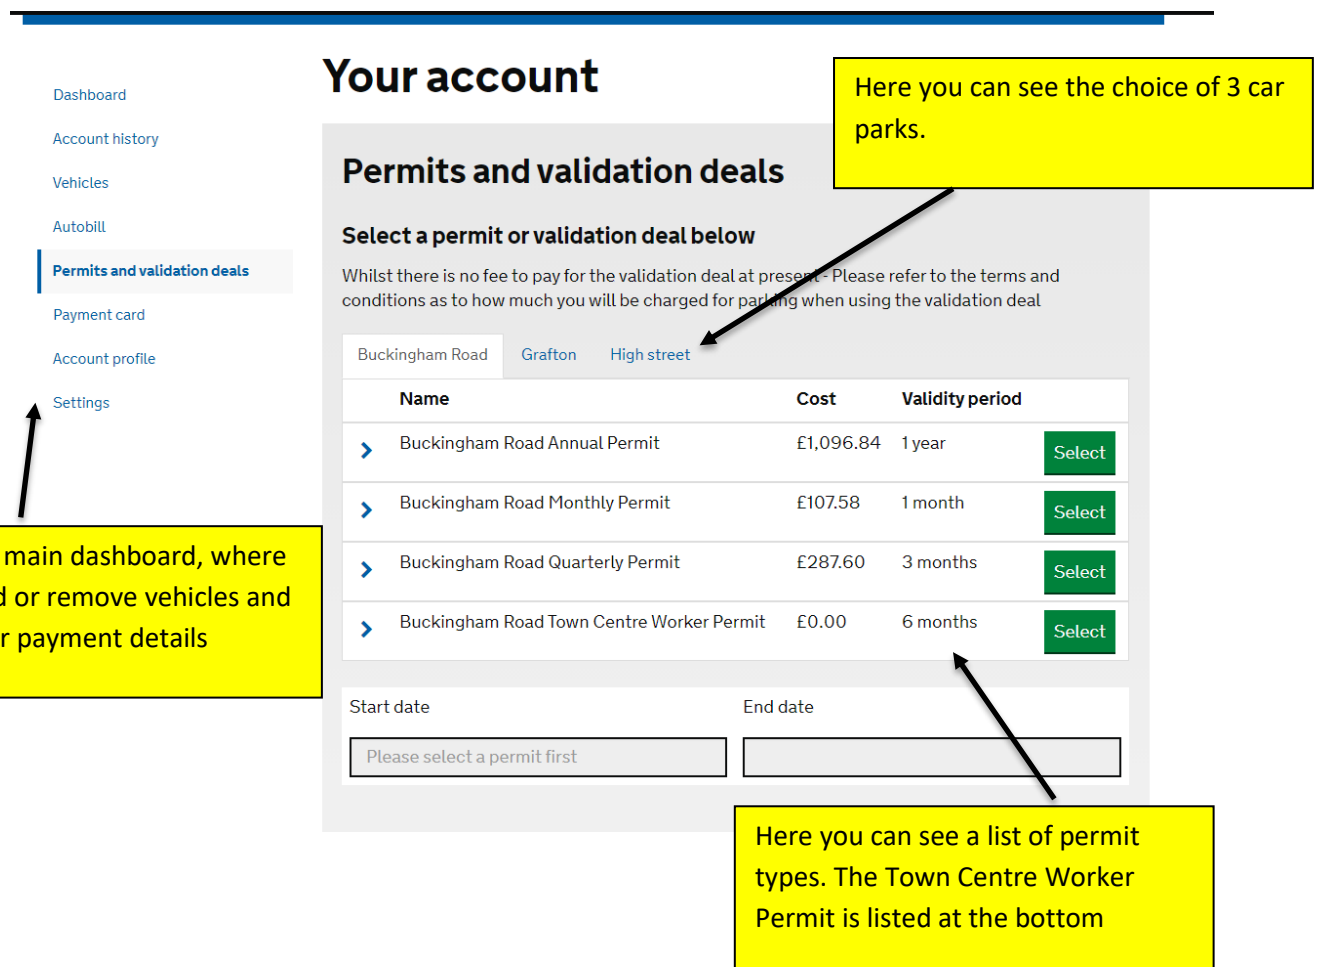 Your account
Here you can see the choice of 3 car
parks.
Dashboard
Account history
Vehicles
Autobill
Permits and validation deals
Payment card
Account profile
Settings
main dashboard, where
or remove vehicles and
payment details
Permits and validation deals
Select a permit or validation deal below
Whilst there is no fee to pay for the validation deal at present - Please refer to the terms and
conditions as to how much you will be charged for parking when using the validation deal
Buckingham Road Grafton High street
Name Cost Validity period
Buckingham Road Annual Permit £1,096.84 1 year Select
Buckingham Road Monthly Permit £107.58 1 month Select
Buckingham Road Quarterly Permit £287.60 3 months Select
Buckingham Road Town Centre Worker Permit £0.00 6 months Select
Start date End date
Please select a permit first
Here you can see a list of permit
types. The Town Centre Worker
Permit is listed at the bottom